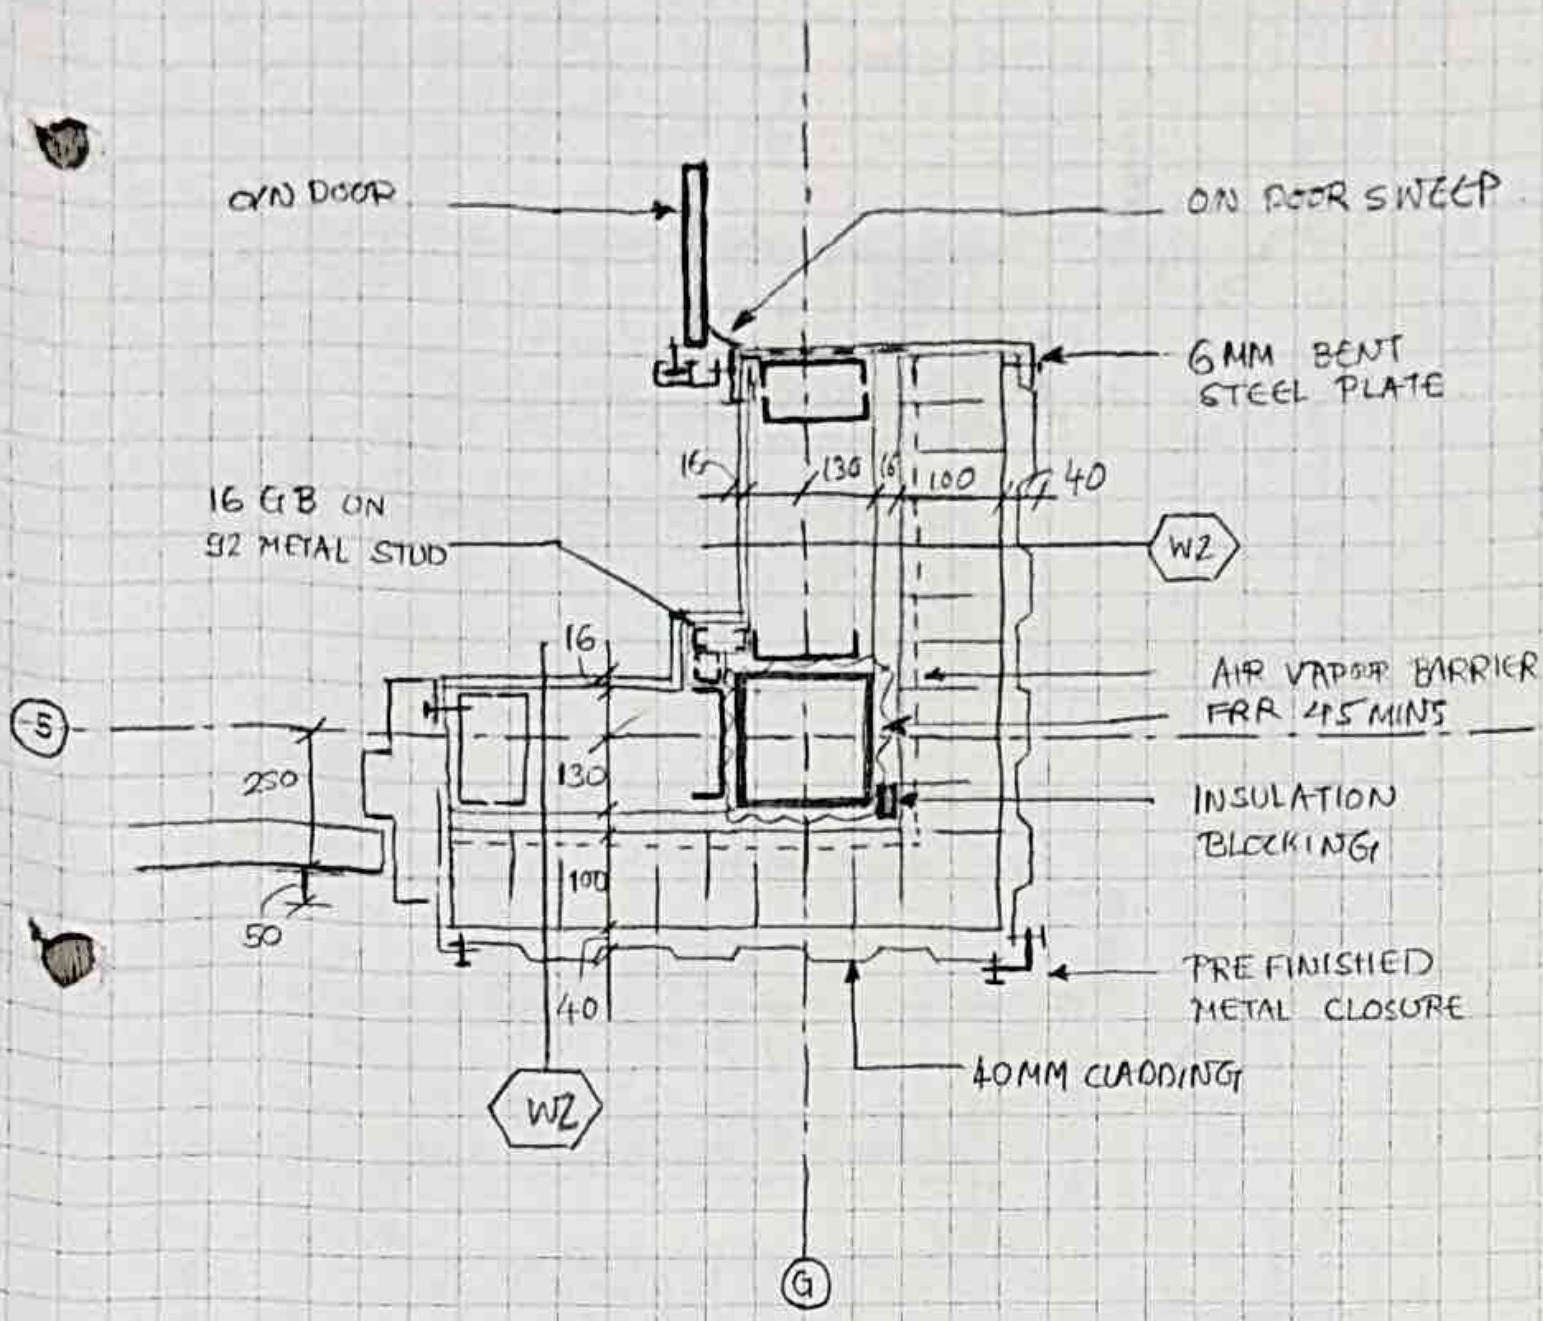 O/N DOOR
ON DOOR SWEEP
6MM BENT
STEEL PLATE
16
130
16
100
40
16 GB ON
92 METAL STUD
W2
16
AIR VAPOUR BARRIER
FRR 45 MINS
5
250
130
INSULATION
BLOCKING
100
50
40
PREFINISHED
METAL CLOSURE
40MM CLADDING
W2
G